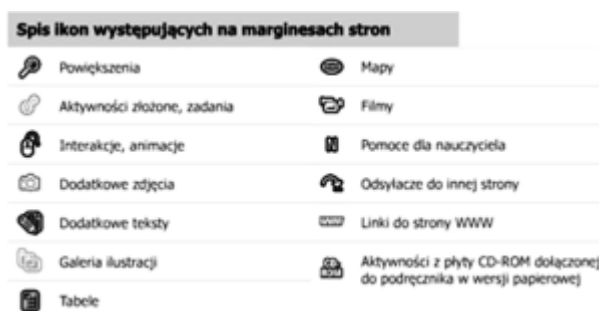 Spis ikon występujących na marginesach stron
Powiększenia
Aktywności złożone, zadania
Interakcje, animacje
Dodatkowe zdjęcia
Dodatkowe teksty
Galeria ilustracji
Tabele
Mapy
Filmy
Pomoce dla nauczyciela
Odsyłacze do innej strony
Linki do strony WWW
CD-
ROM
Aktywności z płyty CD-ROM dołączonej
do podręcznika w wersji papierowej